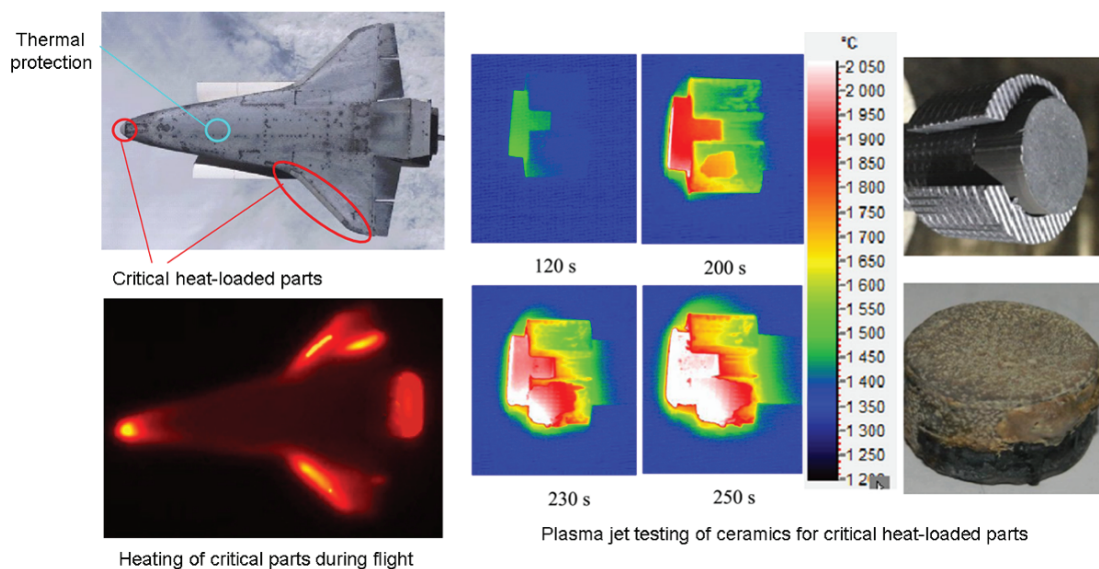 Thermal
protection
Critical heat-loaded parts
Heating of critical parts during flight
120 s
200 s
230 s
250 s
°C
2 050
2 000
1 950
1 900
1 850
1 800
1 750
1 700
1 650
1 600
1 550
1 500
1 450
1 400
1 350
1 300
1 250
Plasma jet testing of ceramics for critical heat-loaded parts